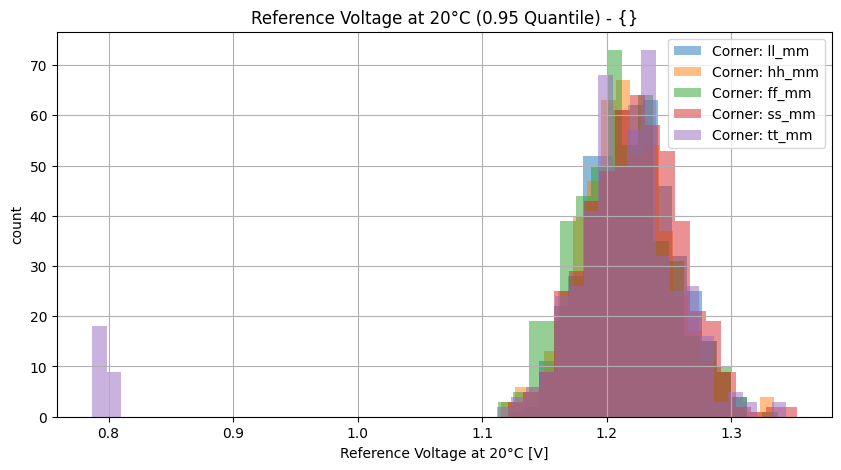 Reference Voltage at 20°C (0.95 Quantile) - {}
Corner: ll_mm
Corner: hh_mm
Corner: ff_mm
Corner: ss_mm
Corner: tt_mm
count
70
60
50
40
30
20
10
0
0.8
0.9
1.0
1.1
1.2
1.3
Reference Voltage at 20°C [V]